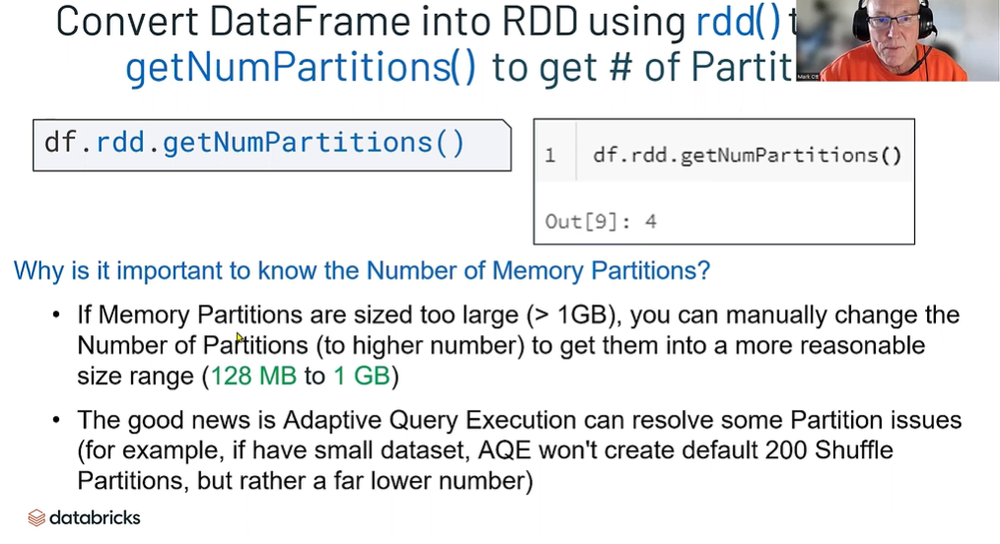 Convert DataFrame into RDD using rdd()
getNumPartitions() to get # of Partit
df.rdd.getNumPartitions()
1 df.rdd.getNumPartitions()
Out[9]: 4
Why is it important to know the Number of Memory Partitions?
• If Memory Partitions are sized too large (> 1GB), you can manually change the
Number of Partitions (to higher number) to get them into a more reasonable
size range (128 MB to 1 GB)
• The good news is Adaptive Query Execution can resolve some Partition issues
(for example, if have small dataset, AQE won't create default 200 Shuffle
Partitions, but rather a far lower number)
databricks